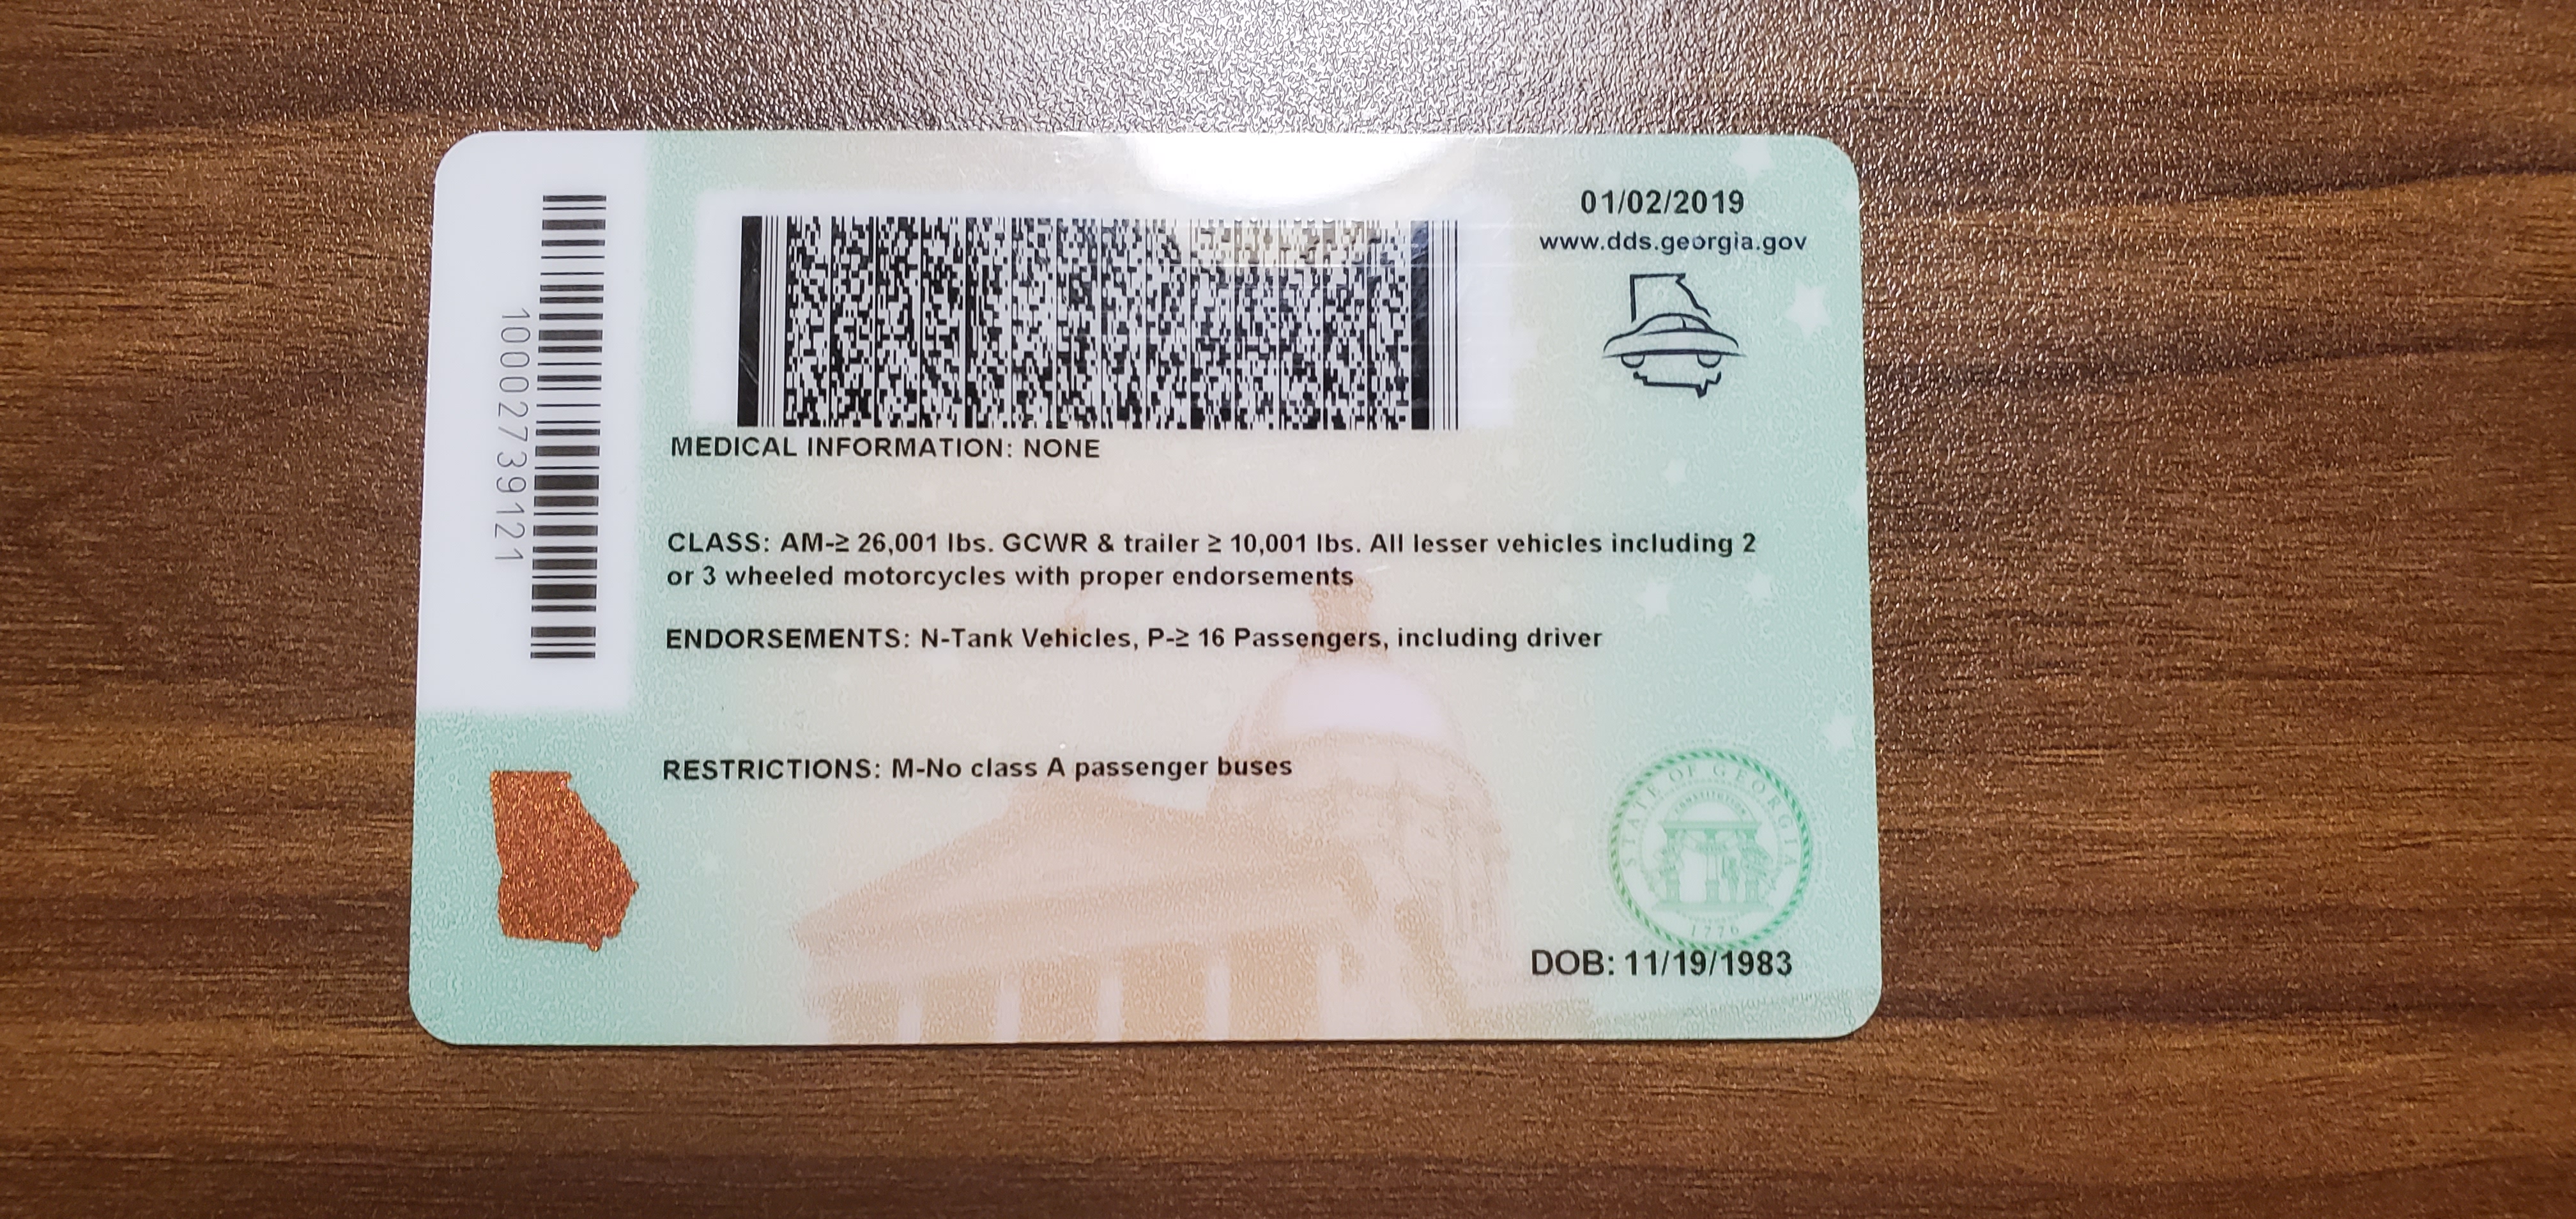 01/02/2019
www.dds.georgia.gov
10002739121
MEDICAL INFORMATION: NONE
CLASS: AM-≥ 26,001 lbs. GCWR & trailer ≥ 10,001 lbs. All lesser vehicles including 2
or 3 wheeled motorcycles with proper endorsements
ENDORSEMENTS: N-Tank Vehicles, P-≥ 16 Passengers, including driver
RESTRICTIONS: M-No class A passenger buses
STATE OF GEORGIA
CONSTITUTION
1776
DOB: 11/19/1983